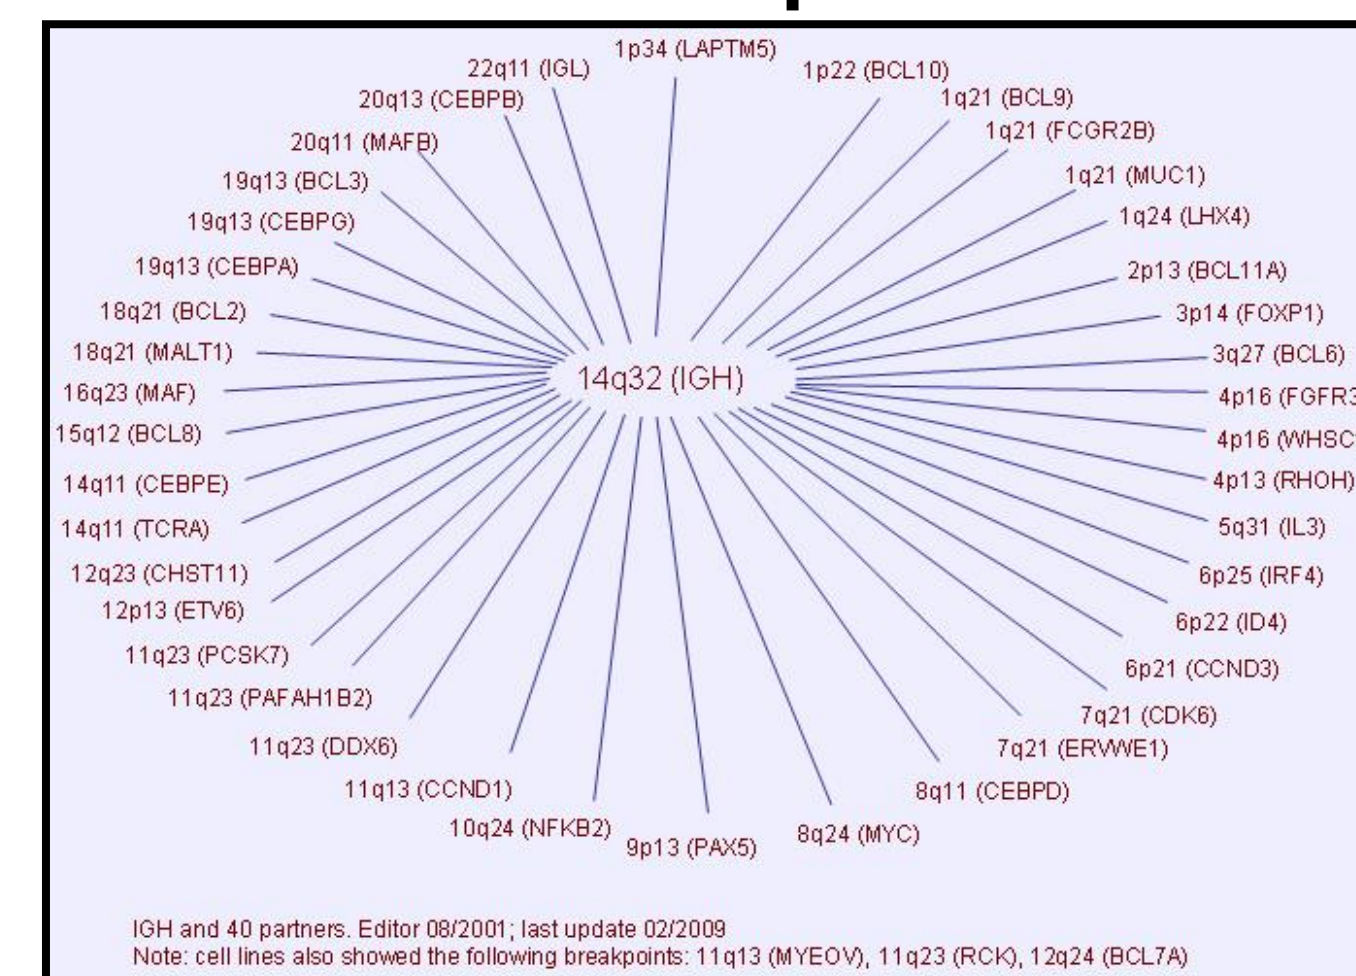 1p34 (LAPTM5)
22q11 (IGL)
1p22 (BCL10)
20q13 (CEBPB)
1q21 (BCL9)
20q11 (MAFB)
1q21 (FCGR2B)
19q13 (BCL3)
1q21 (MUC1)
19q13 (CEBPG)
1q24 (LHX4)
19q13 (CEBPA)
2p13 (BCL11A)
18q21 (BCL2)
3p14 (FOXP1)
18q21 (MALT1)
3q27 (BCL6)
14q32 (IGH)
16q23 (MAF)
4p16 (FGFR3
15q12 (BCL8)
4p16 (WHSC
14q11 (CEBPE)
4p13 (RHOH)
14q11 (TCRA)
5q31 (IL3)
12q23 (CHST11)
6p25 (IRF4)
12p13 (ETV6)
6p22 (ID4)
11q23 (PCSK7)
6p21 (CCND3)
11q23 (PAFAH1B2)
7q21 (CDK6)
11q23 (DDX6)
7q21 (ERVWE1)
11q13 (CCND1)
8q11 (CEBPD)
10q24 (NFKB2)
9p13 (PAX5)
8q24 (MYC)
IGH and 40 partners. Editor 08/2001; last update 02/2009
Note: cell lines also showed the following breakpoints: 11q13 (MYEOV), 11q23 (RCK), 12q24 (BCL7A)